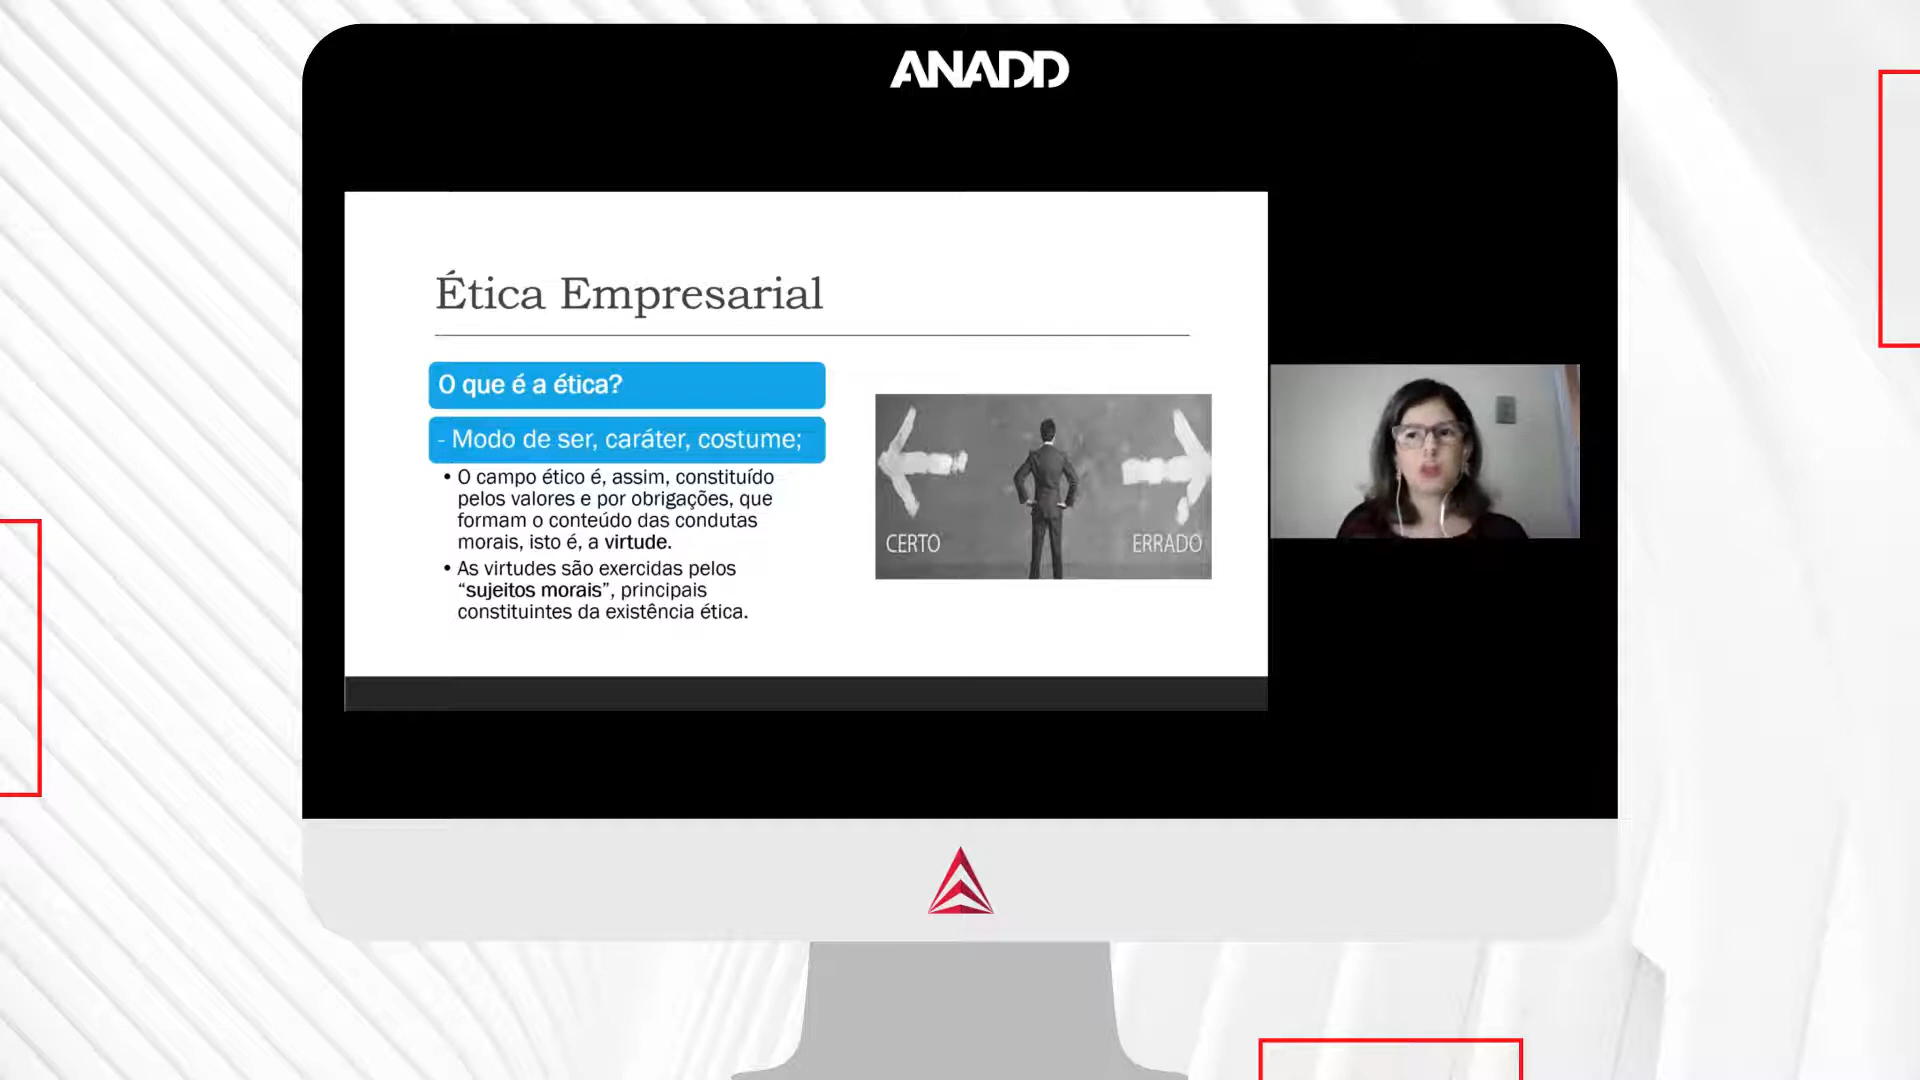 ANADD
Ética Empresarial
O que é a ética?
- Modo de ser, caráter, costume;
• O campo ético é, assim, constituído
pelos valores e por obrigações, que
formam o conteúdo das condutas
morais, isto é, a virtude.
• As virtudes são exercidas pelos
“sujeitos morais”, principais
constituintes da existência ética.
CERTO
ERRADO